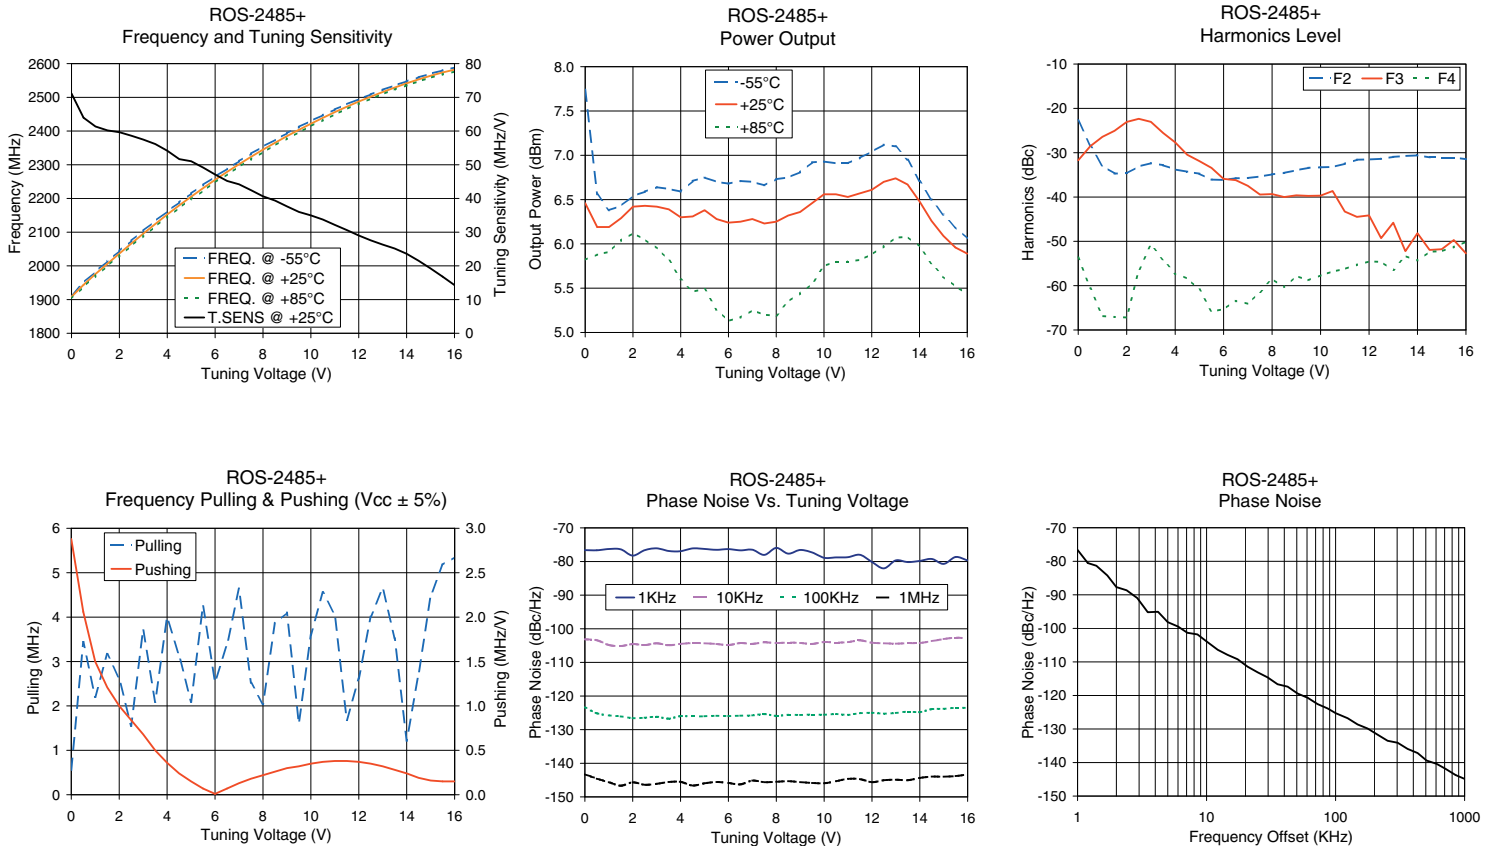 ROS-2485+
Frequency and Tuning Sensitivity
2600
2500
2400
2300
2200
2100
2000
1900
1800
Frequency (MHz)
80
70
60
50
40
30
20
10
0
Tuning Sensitivity (MHz/V)
FREQ. @ -55°C
FREQ. @ +25°C
FREQ. @ +85°C
T.SENS @ +25°C
0 2 4 6 8 10 12 14 16
Tuning Voltage (V)
ROS-2485+
Power Output
8.0
7.5
7.0
6.5
6.0
5.5
5.0
Output Power (dBm)
-55°C
+25°C
+85°C
0 2 4 6 8 10 12 14 16
Tuning Voltage (V)
ROS-2485+
Harmonics Level
-10
-20
-30
-40
-50
-60
-70
Harmonics (dBc)
F2 F3 F4
0 2 4 6 8 10 12 14 16
Tuning Voltage (V)
ROS-2485+
Frequency Pulling & Pushing (Vcc ± 5%)
6
5
4
3
2
1
0
Pulling (MHz)
3.0
2.5
2.0
1.5
1.0
0.5
0.0
Pushing (MHz/V)
Pulling
Pushing
0 2 4 6 8 10 12 14 16
Tuning Voltage (V)
ROS-2485+
Phase Noise Vs. Tuning Voltage
-70
-80
-90
-100
-110
-120
-130
-140
-150
Phase Noise (dBc/Hz)
1KHz 10KHz 100KHz 1MHz
0 2 4 6 8 10 12 14 16
Tuning Voltage (V)
ROS-2485+
Phase Noise
-70
-80
-90
-100
-110
-120
-130
-140
-150
Phase Noise (dBc/Hz)
1 10 100 1000
Frequency Offset (KHz)